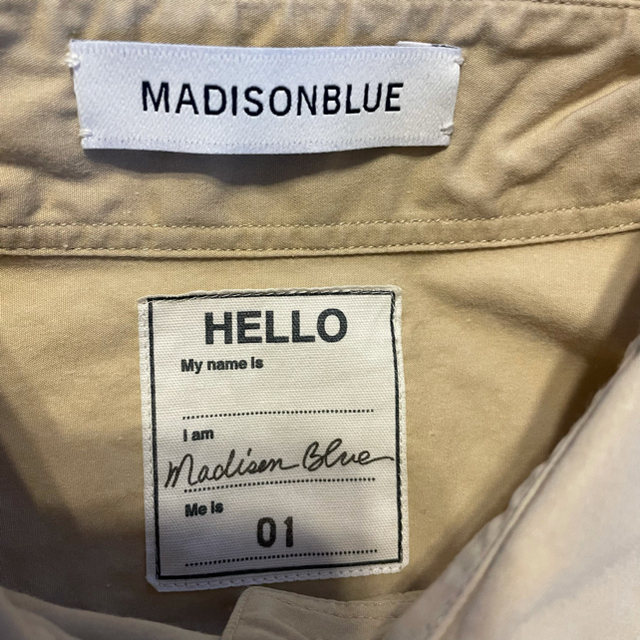 MADISONBLUE
HELLO
My name is
I am
Madison Blue
Me is
01